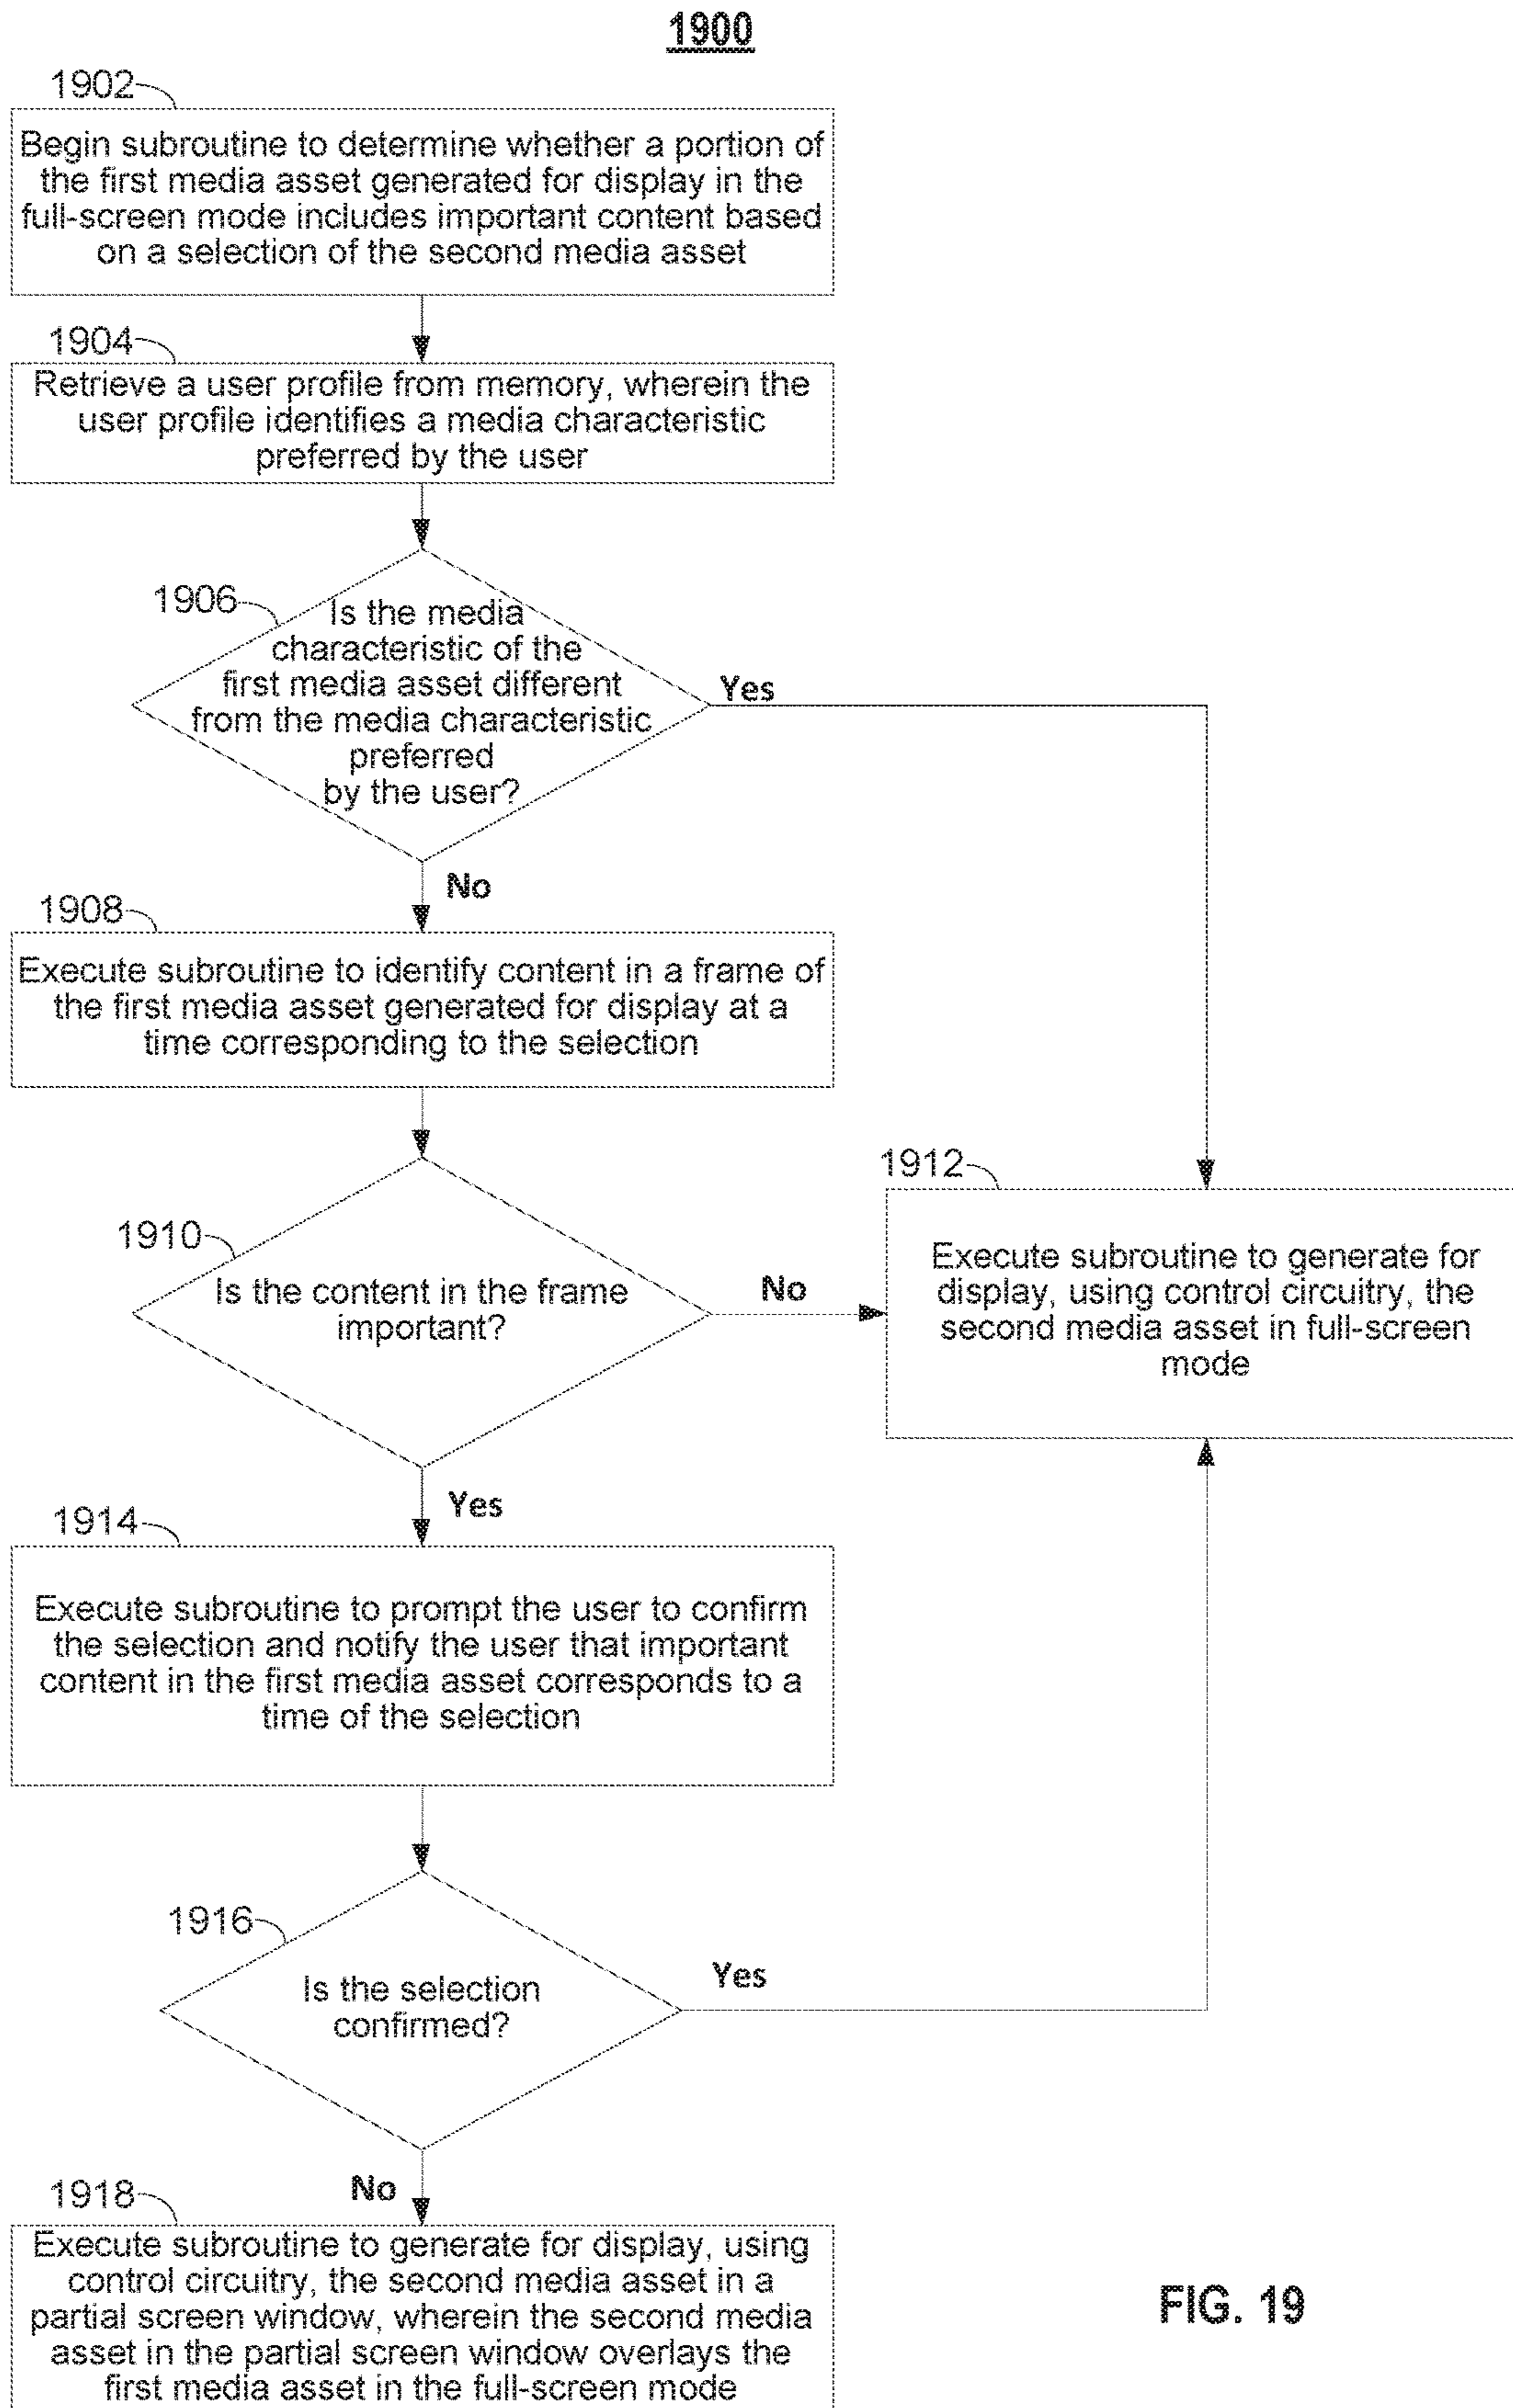 1900
1902
Begin subroutine to determine whether a portion of
the first media asset generated for display in the
full-screen mode includes important content based
on a selection of the second media asset
1904
Retrieve a user profile from memory, wherein the
user profile identifies a media characteristic
preferred by the user
1906
Is the media
characteristic of the
first media asset different
from the media characteristic
preferred
by the user?
Yes
No
1908
Execute subroutine to identify content in a frame of
the first media asset generated for display at a
time corresponding to the selection
1910
Is the content in the frame
important?
No
1912
Execute subroutine to generate for
display, using control circuitry, the
second media asset in full-screen
mode
Yes
1914
Execute subroutine to prompt the user to confirm
the selection and notify the user that important
content in the first media asset corresponds to a
time of the selection
1916
Is the selection
confirmed?
Yes
No
1918
Execute subroutine to generate for display, using
control circuitry, the second media asset in a
partial screen window, wherein the second media
asset in the partial screen window overlays the
first media asset in the full-screen mode
FIG. 19